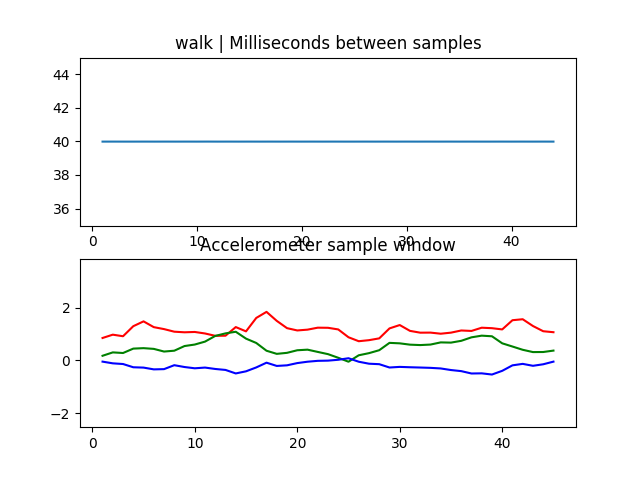 walk | Milliseconds between samples
44
42
40
38
36
0 10 20 30 40
Accelerometer sample window
2
0
−2
0 10 20 30 40